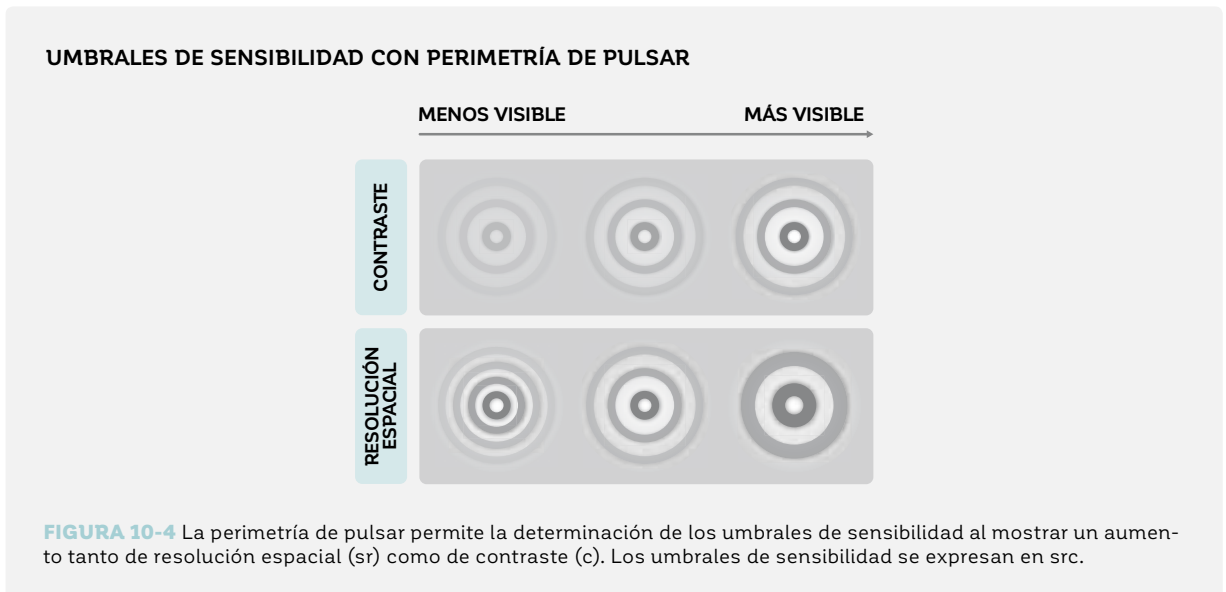 UMBRALES DE SENSIBILIDAD CON PERIMETRÍA DE PULSAR
MENOS VISIBLE
MÁS VISIBLE
CONTRASTE
RESOLUCIÓN
ESPACIAL
FIGURA 10-4 La perimetría de pulsar permite la determinación de los umbrales de sensibilidad al mostrar un aumen-
to tanto de resolución espacial (sr) como de contraste (c). Los umbrales de sensibilidad se expresan en src.